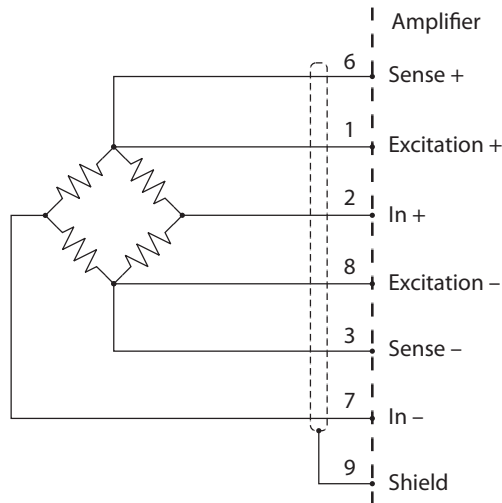 Amplifier
6 Sense +
1 Excitation +
2 In +
8 Excitation –
3 Sense –
7 In –
9 Shield